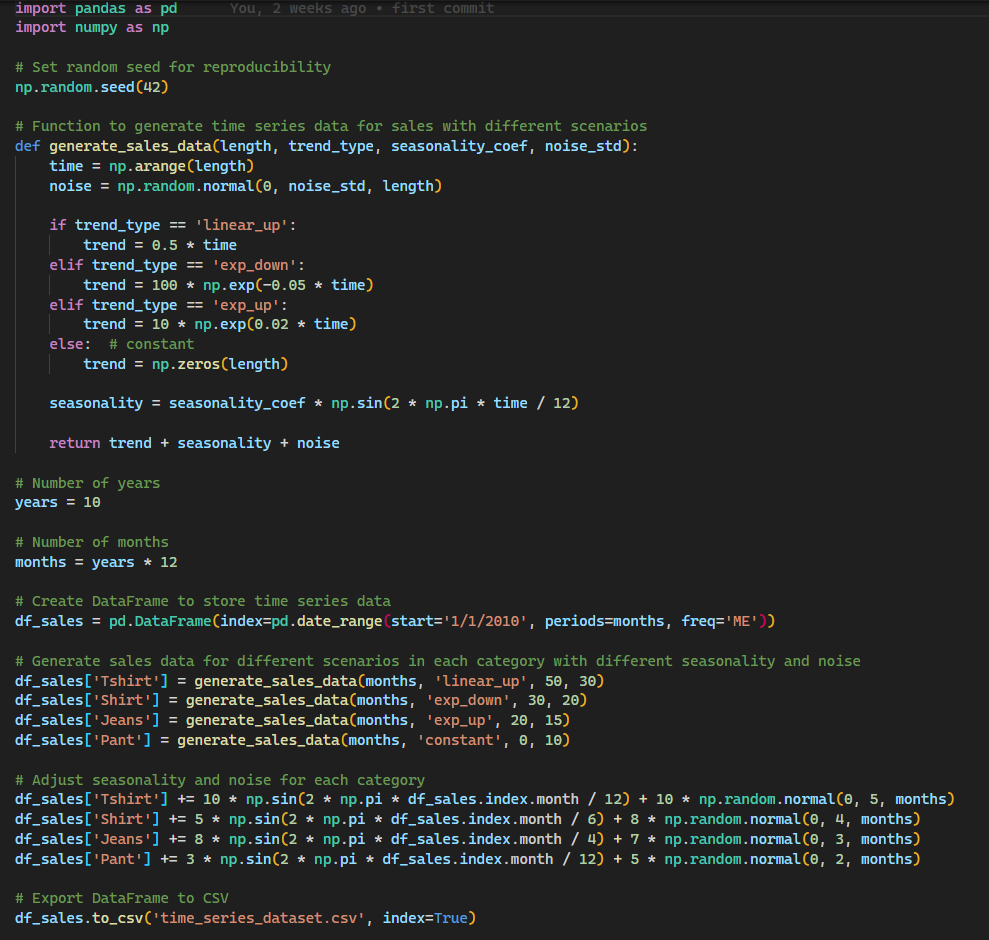 import pandas as pd    You, 2 weeks ago • first commit
import numpy as np

# Set random seed for reproducibility
np.random.seed(42)

# Function to generate time series data for sales with different scenarios
def generate_sales_data(length, trend_type, seasonality_coef, noise_std):
    time = np.arange(length)
    noise = np.random.normal(0, noise_std, length)

    if trend_type == 'linear_up':
        trend = 0.5 * time
    elif trend_type == 'exp_down':
        trend = 100 * np.exp(-0.05 * time)
    elif trend_type == 'exp_up':
        trend = 10 * np.exp(0.02 * time)
    else:  # constant
        trend = np.zeros(length)

    seasonality = seasonality_coef * np.sin(2 * np.pi * time / 12)

    return trend + seasonality + noise

# Number of years
years = 10

# Number of months
months = years * 12

# Create DataFrame to store time series data
df_sales = pd.DataFrame(index=pd.date_range(start='1/1/2010', periods=months, freq='ME'))

# Generate sales data for different scenarios in each category with different seasonality and noise
df_sales['Tshirt'] = generate_sales_data(months, 'linear_up', 50, 30)
df_sales['Shirt'] = generate_sales_data(months, 'exp_down', 30, 20)
df_sales['Jeans'] = generate_sales_data(months, 'exp_up', 20, 15)
df_sales['Pant'] = generate_sales_data(months, 'constant', 0, 10)

# Adjust seasonality and noise for each category
df_sales['Tshirt'] += 10 * np.sin(2 * np.pi * df_sales.index.month / 12) + 10 * np.random.normal(0, 5, months)
df_sales['Shirt'] += 5 * np.sin(2 * np.pi * df_sales.index.month / 6) + 8 * np.random.normal(0, 4, months)
df_sales['Jeans'] += 8 * np.sin(2 * np.pi * df_sales.index.month / 4) + 7 * np.random.normal(0, 3, months)
df_sales['Pant'] += 3 * np.sin(2 * np.pi * df_sales.index.month / 12) + 5 * np.random.normal(0, 2, months)

# Export DataFrame to CSV
df_sales.to_csv('time_series_dataset.csv', index=True)